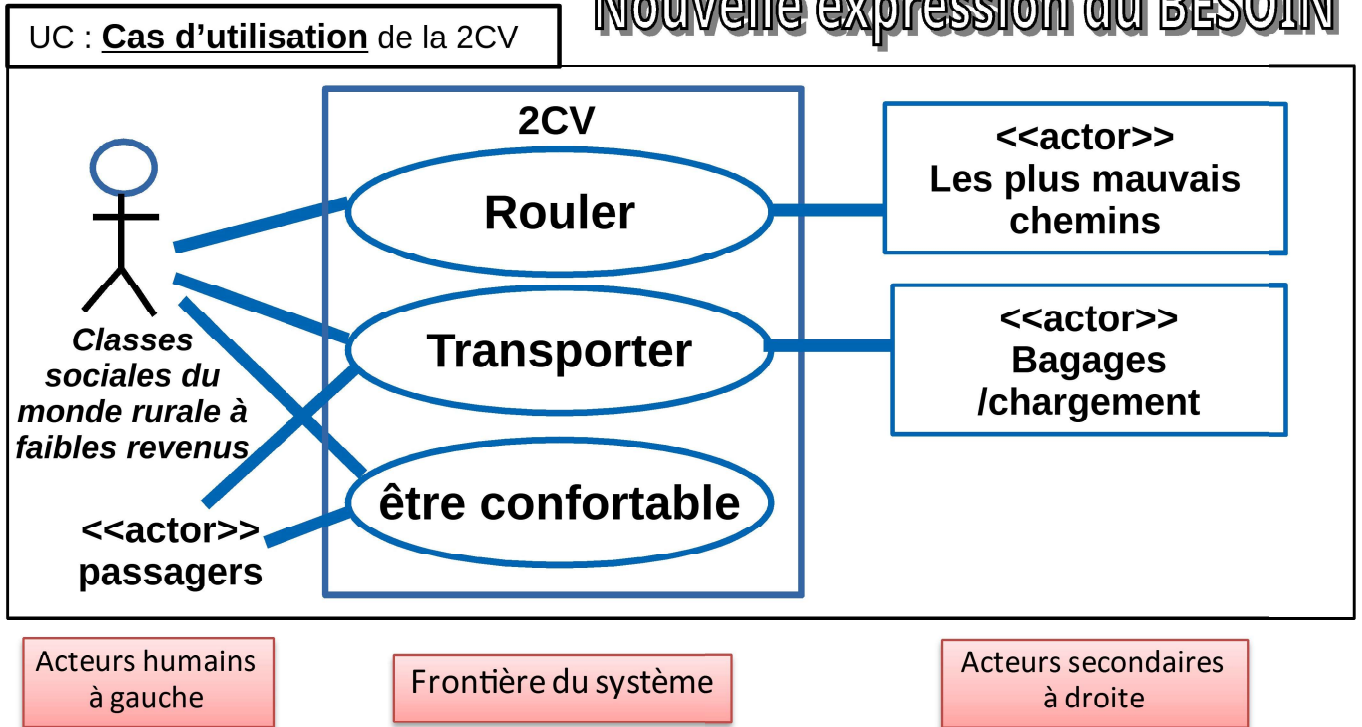 Nouvelle expression du BESOIN
UC : Cas d’utilisation de la 2CV
2CV
Rouler
Transporter
être confortable
Classes
sociales du
monde rurale à
faibles revenus
<<actor>>
passagers
<<actor>>
Les plus mauvais
chemins
<<actor>>
Bagages
/chargement
Acteurs humains
à gauche
Frontière du système
Acteurs secondaires
à droite